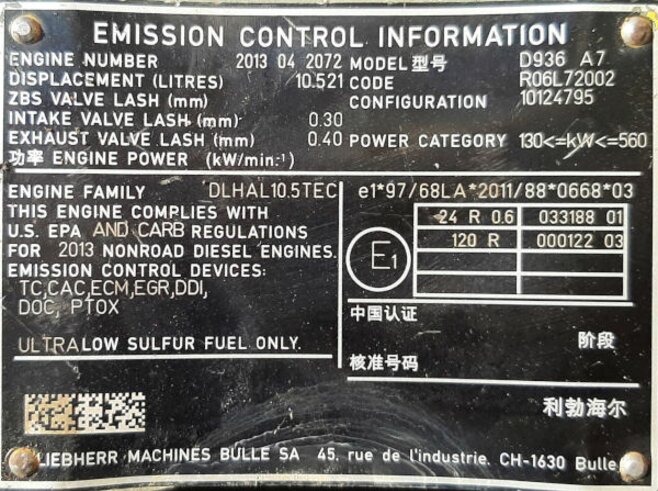 EMISSION CONTROL INFORMATION
ENGINE NUMBER 2013 04 2072 MODEL型号 D936 A7
DISPLACEMENT (LITRES) 10.521 CODE R06L72002
ZBS VALVE LASH (mm) CONFIGURATION 10124795
INTAKE VALVE LASH (mm) 0.30
EXHAUST VALVE LASH (mm) 0.40 POWER CATEGORY 130<=kW<=560
功率 ENGINE POWER (kW/min⁻¹)
ENGINE FAMILY DLHAL10.5TEC
THIS ENGINE COMPLIES WITH
U.S. EPA AND CARB REGULATIONS
FOR 2013 NONROAD DIESEL ENGINES.
EMISSION CONTROL DEVICES:
TC,CAC,ECM,EGR,DDI,
DOC, PTOX
ULTRALOW SULFUR FUEL ONLY.
e1*97/68LA*2011/88*0668*03
E1
24 R 0.6 033188 01
120 R 000122 03
中国认证
阶段
核准号码
利勃海尔
LIEBHERR MACHINES BULLE SA 45, rue de l'industrie. CH-1630 Bulle